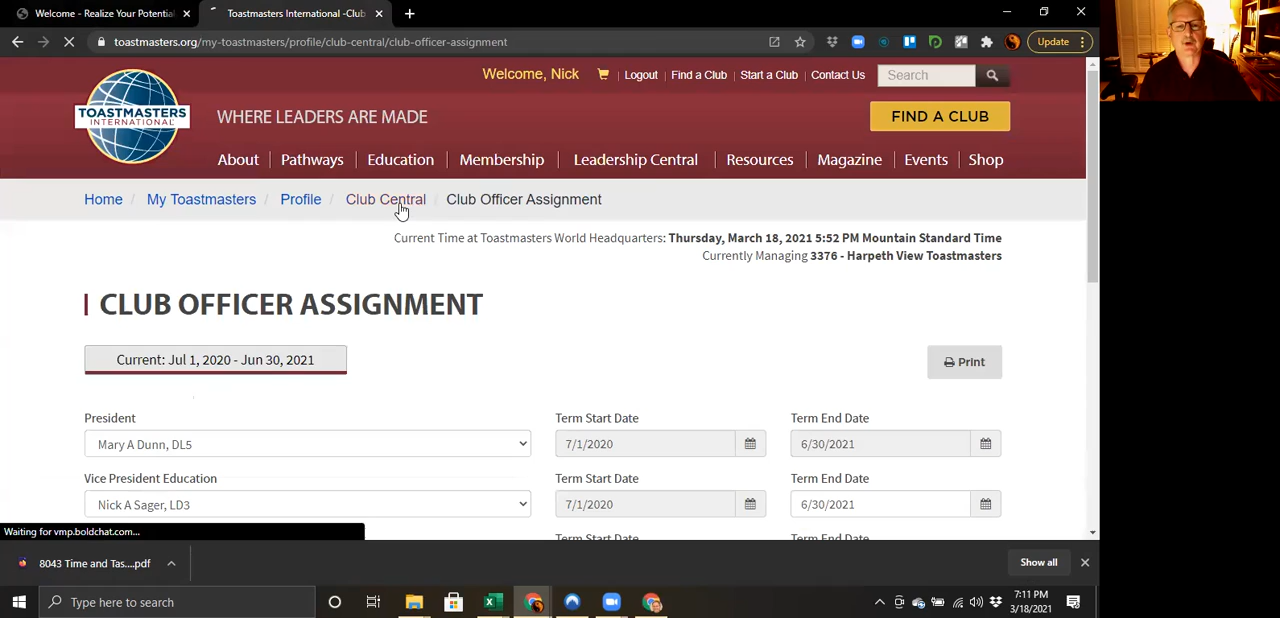 Welcome - Realize Your Potential
Toastmasters International -Club
toastmasters.org/my-toastmasters/profile/club-central/club-officer-assignment
Update
Welcome, Nick
Logout | Find a Club | Start a Club | Contact Us
Search
TOASTMASTERS
INTERNATIONAL
WHERE LEADERS ARE MADE
FIND A CLUB
About | Pathways | Education | Membership | Leadership Central | Resources | Magazine | Events | Shop
Home / My Toastmasters / Profile / Club Central / Club Officer Assignment
Current Time at Toastmasters World Headquarters: Thursday, March 18, 2021 5:52 PM Mountain Standard Time
Currently Managing 3376 - Harpeth View Toastmasters
CLUB OFFICER ASSIGNMENT
Current: Jul 1, 2020 - Jun 30, 2021
Print
President Term Start Date Term End Date
Mary A Dunn, DL5 7/1/2020 6/30/2021
Vice President Education Term Start Date Term End Date
Nick A Sager, LD3 7/1/2020 6/30/2021
Term Start Date Term End Date
Waiting for vmp.boldchat.com...
8043 Time and Tas....pdf
Show all
Type here to search
7:11 PM
3/18/2021